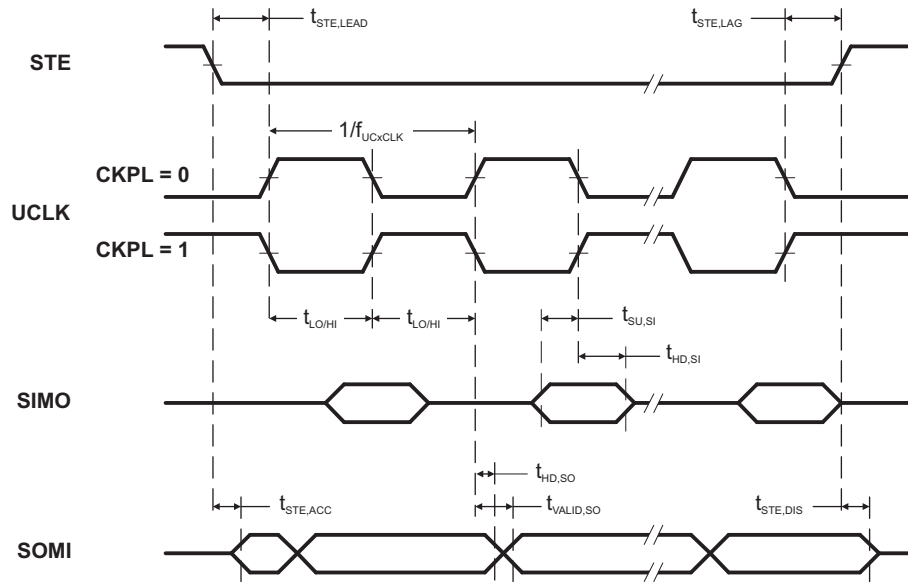 tSTE,LEAD
tSTE,LAG
STE
1/fUCxCLK
CKPL = 0
UCLK
CKPL = 1
tLO/HI
tLO/HI
tSU,SI
tHD,SI
SIMO
tHD,SO
tSTE,ACC
tVALID,SO
tSTE,DIS
SOMI